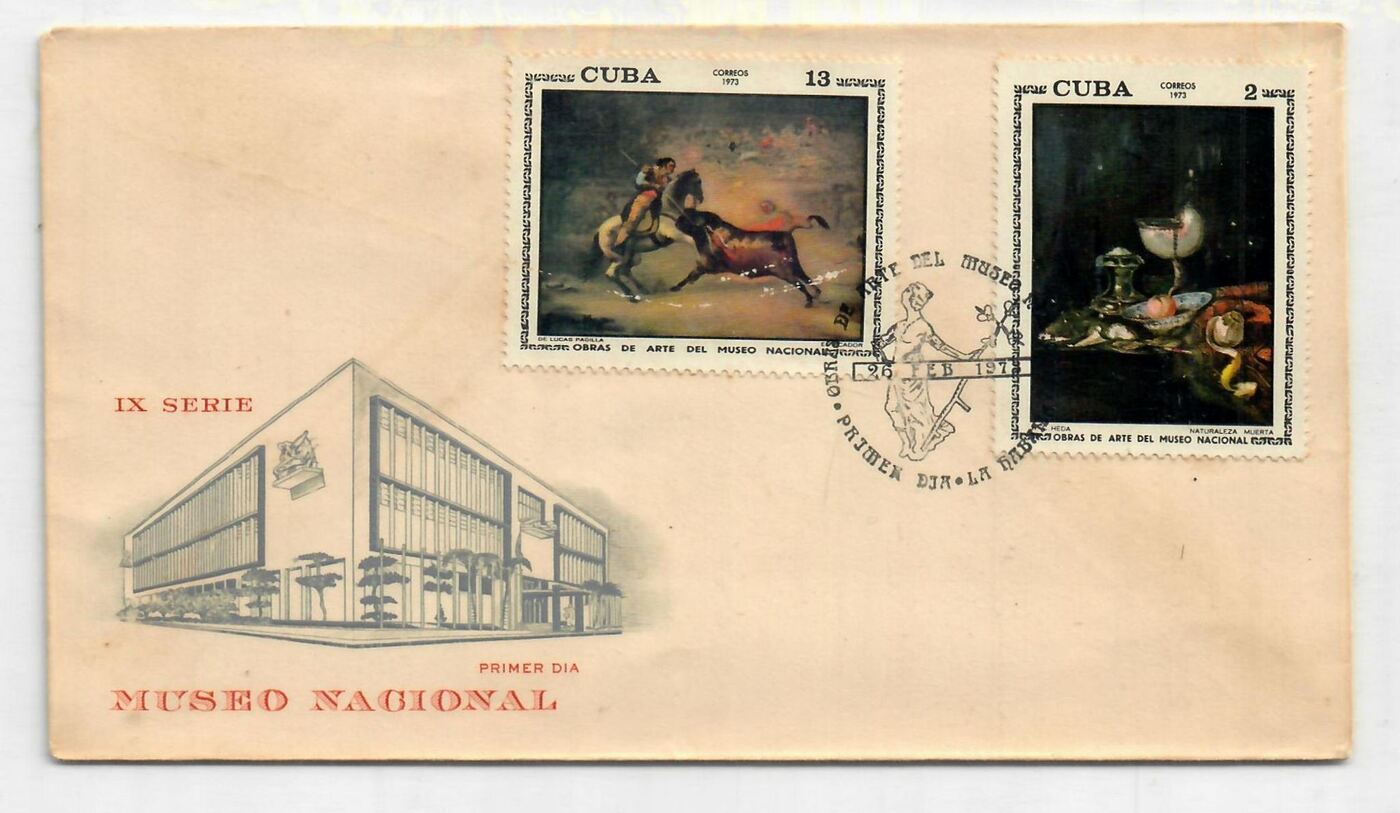 CUBA CORREOS 1973 13
DE LUCAS PADILLA
OBRAS DE ARTE DEL MUSEO NACIONAL
CUBA CORREOS 1973 2
HEDA NATURALEZA MUERTA
OBRAS DE ARTE DEL MUSEO NACIONAL
OBRAS DE ARTE DEL MUSEO
26 FEB 197
PRIMER DIA • LA HABAN
IX SERIE
PRIMER DIA
MUSEO NACIONAL